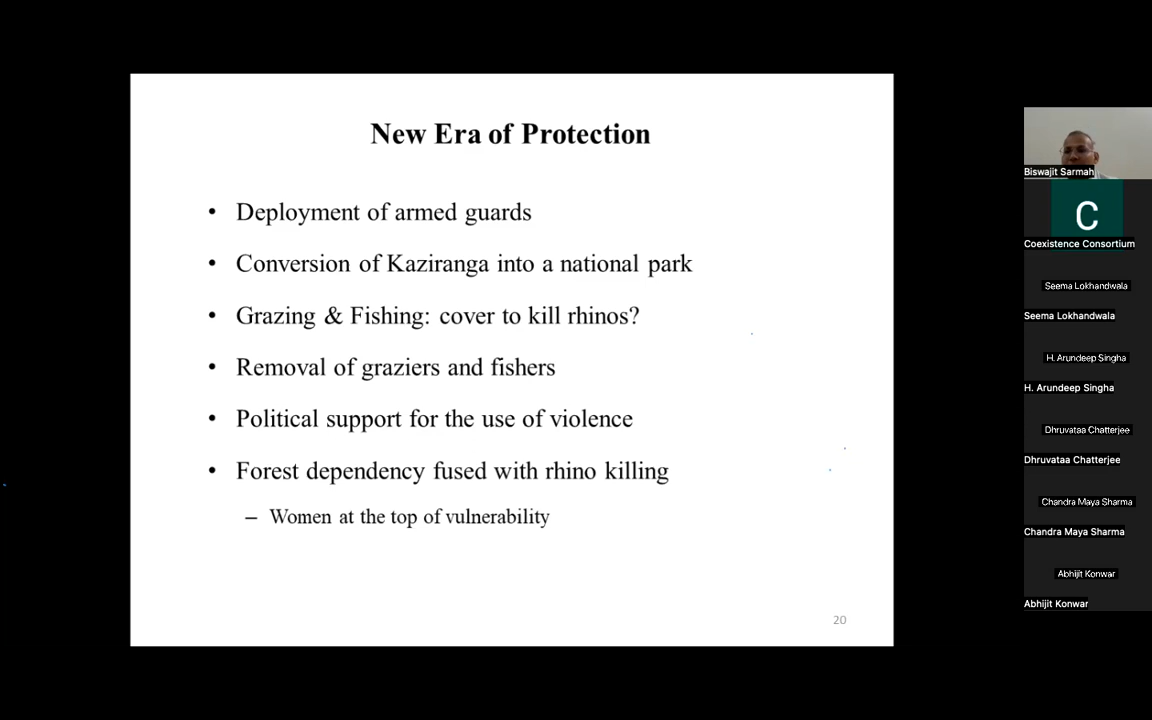 New Era of Protection
• Deployment of armed guards
• Conversion of Kaziranga into a national park
• Grazing & Fishing: cover to kill rhinos?
• Removal of graziers and fishers
• Political support for the use of violence
• Forest dependency fused with rhino killing
– Women at the top of vulnerability
20
Biswajit Sarmah
C
Coexistence Consortium
Seema Lokhandwala
Seema Lokhandwala
H. Arundeep Singha
H. Arundeep Singha
Dhruvataa Chatterjee
Dhruvataa Chatterjee
Chandra Maya Sharma
Chandra Maya Sharma
Abhijit Konwar
Abhijit Konwar